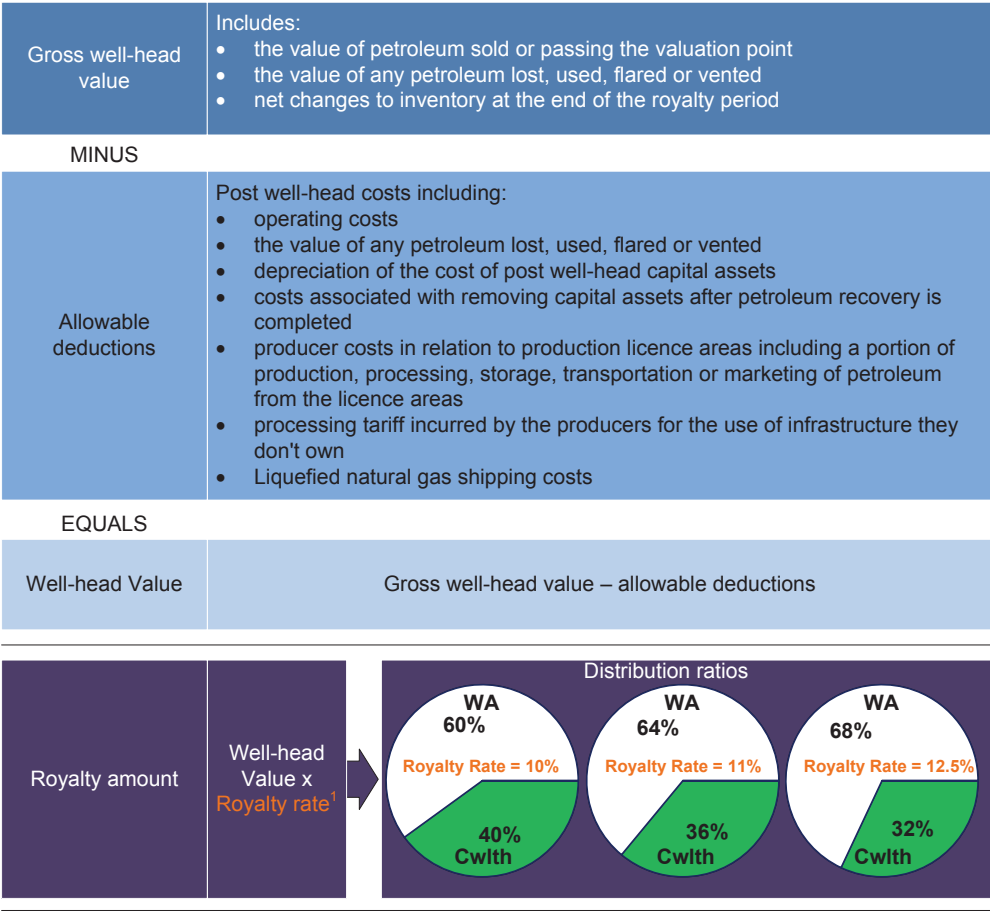 Gross well-head
value
Includes:
• the value of petroleum sold or passing the valuation point
• the value of any petroleum lost, used, flared or vented
• net changes to inventory at the end of the royalty period
MINUS
Allowable
deductions
Post well-head costs including:
• operating costs
• the value of any petroleum lost, used, flared or vented
• depreciation of the cost of post well-head capital assets
• costs associated with removing capital assets after petroleum recovery is
completed
• producer costs in relation to production licence areas including a portion of
production, processing, storage, transportation or marketing of petroleum
from the licence areas
• processing tariff incurred by the producers for the use of infrastructure they
don't own
• Liquefied natural gas shipping costs
EQUALS
Well-head Value
Gross well-head value – allowable deductions
Royalty amount
Well-head
Value x
Royalty rate¹
Distribution ratios
WA
60%
Royalty Rate = 10%
40%
Cwlth
WA
64%
Royalty Rate = 11%
36%
Cwlth
WA
68%
Royalty Rate = 12.5%
32%
Cwlth